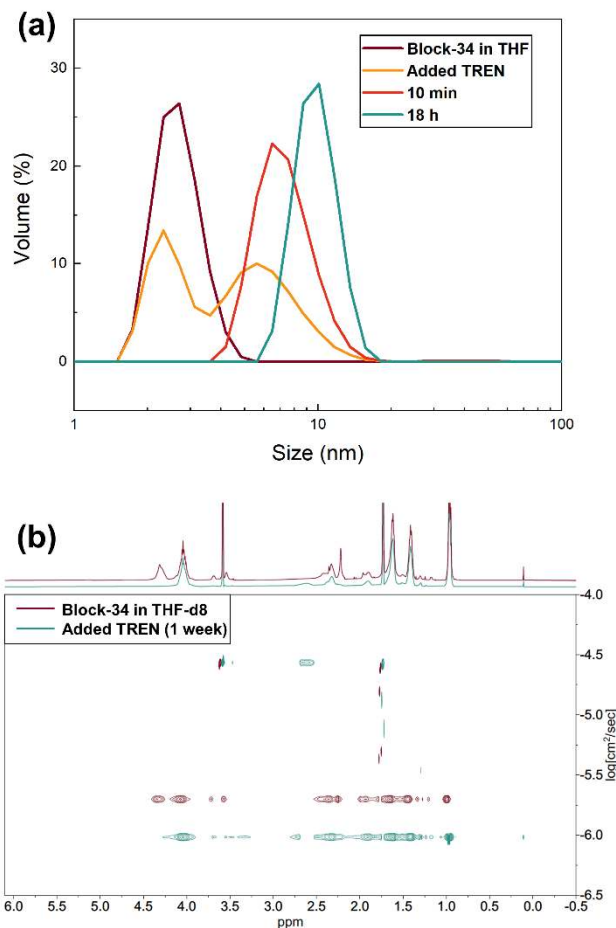 (a)
Block-34 in THF
Added TREN
10 min
18 h
30
20
10
0
Volume (%)
1
10
100
Size (nm)
(b)
Block-34 in THF-d8
Added TREN (1 week)
-4.0
-4.5
-5.0
-5.5
-6.0
-6.5
log[cm²/sec)
6.0 5.5 5.0 4.5 4.0 3.5 3.0 2.5 2.0 1.5 1.0 0.5 0.0 -0.5
ppm